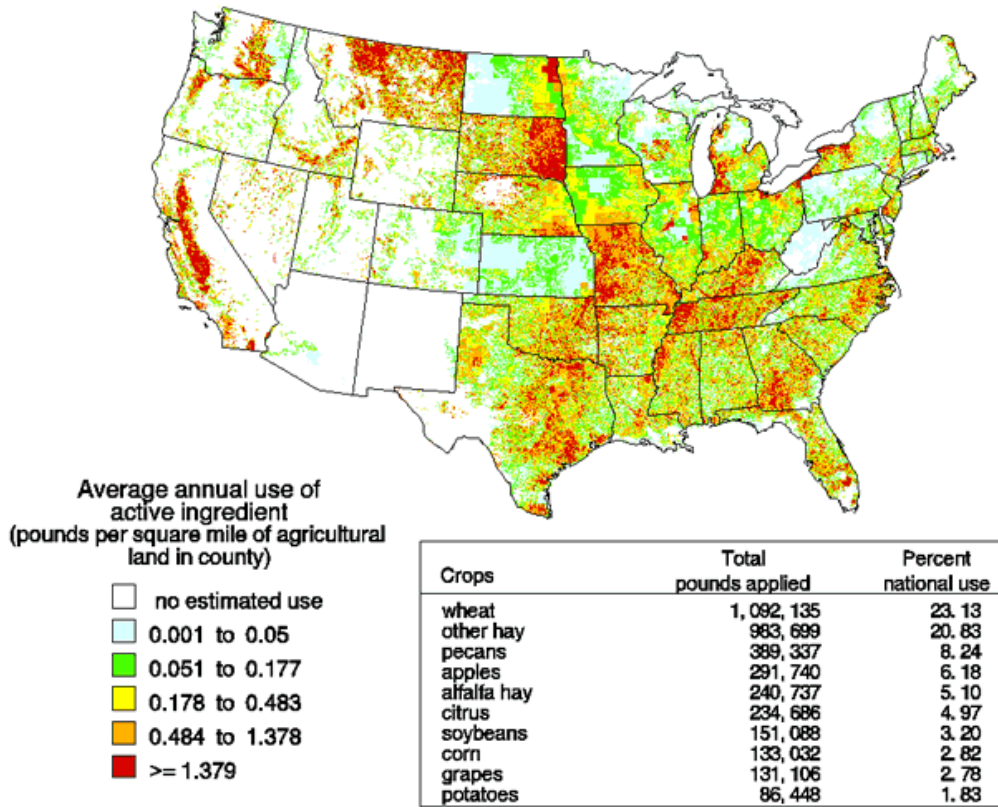 Average annual use of
active ingredient
(pounds per square mile of agricultural
land in county)
no estimated use
0.001 to 0.05
0.051 to 0.177
0.178 to 0.483
0.484 to 1.378
>= 1.379
Crops Total pounds applied Percent national use
wheat 1, 092, 135 23. 13
other hay 983, 699 20. 83
pecans 389, 337 8. 24
apples 291, 740 6. 18
alfalfa hay 240, 737 5. 10
citrus 234, 686 4. 97
soybeans 151, 088 3. 20
corn 133, 032 2. 82
grapes 131, 106 2. 78
potatoes 86, 448 1. 83